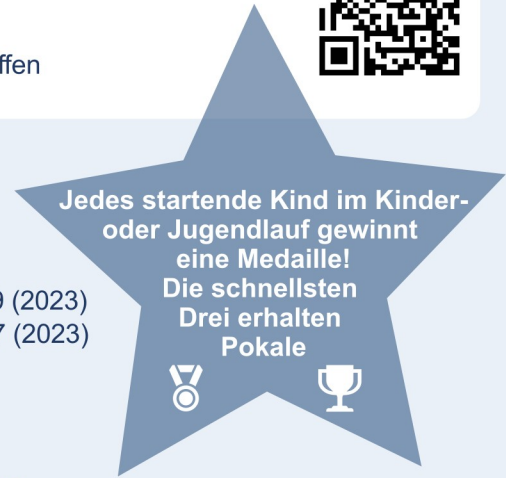 ffen
Jedes startende Kind im Kinder-
oder Jugendlauf gewinnt
eine Medaille!
Die schnellsten
Drei erhalten
Pokale
9 (2023)
7 (2023)